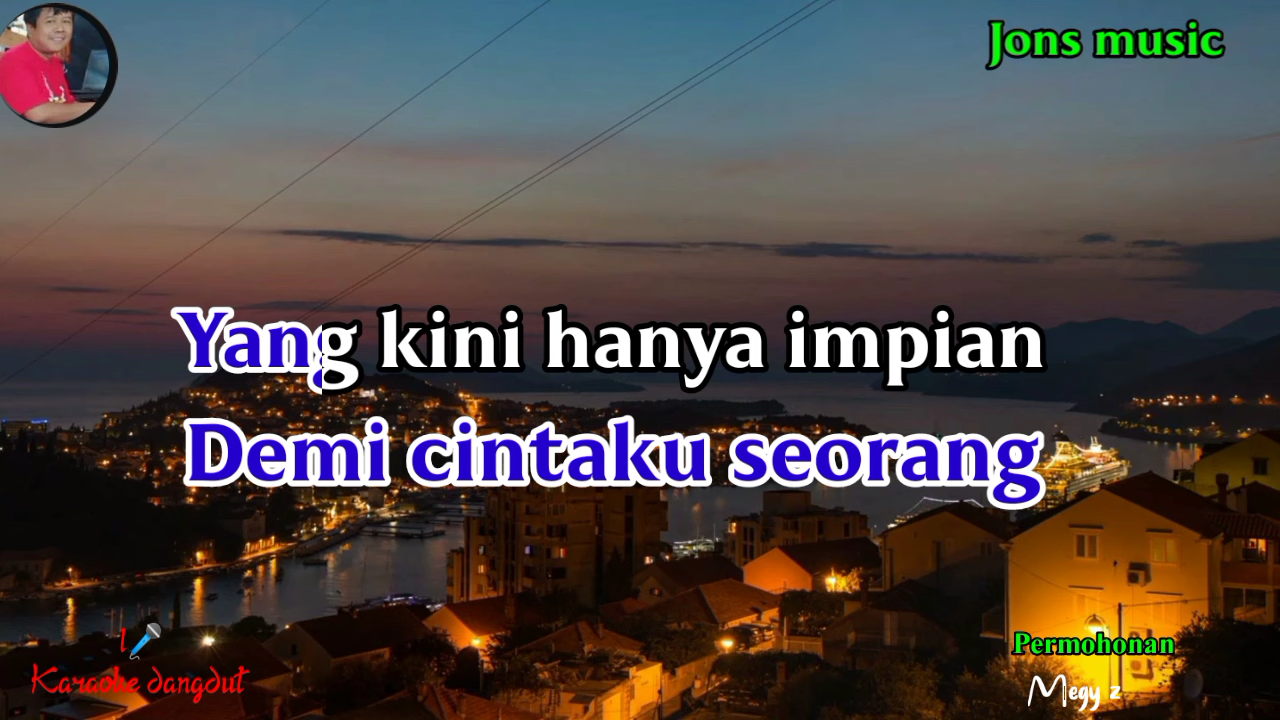 Jons music
Yang kini hanya impian
Demi cintaku seorang
I
Karaoke dangdut
Permohonan
Megy z